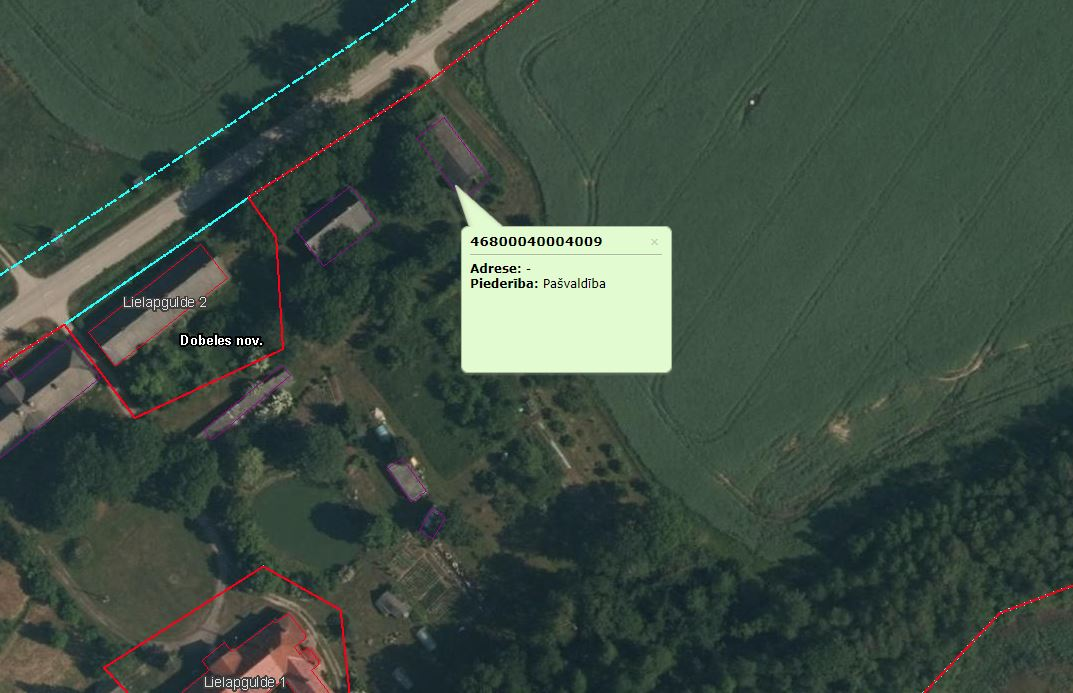 46800040004009
Adrese: -
Piederība: Pašvaldība
Lielapgulde 2
Dobeles nov.
Lielapgulde 1